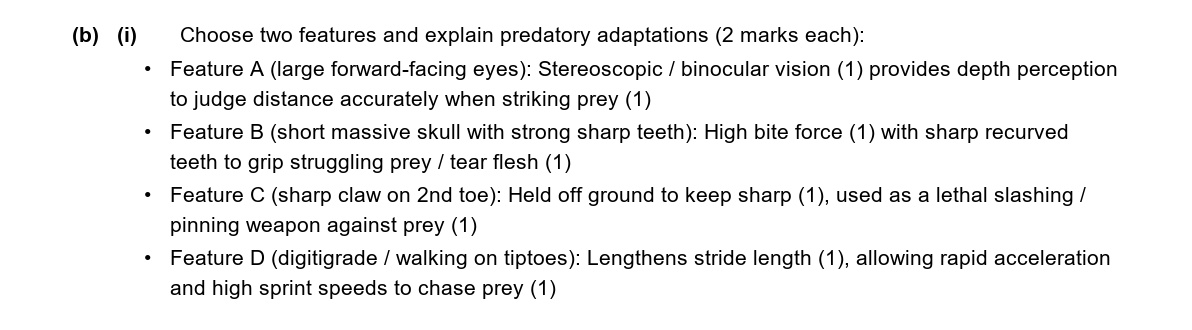 (b) (i) Choose two features and explain predatory adaptations (2 marks each):
• Feature A (large forward-facing eyes): Stereoscopic / binocular vision (1) provides depth perception
to judge distance accurately when striking prey (1)
• Feature B (short massive skull with strong sharp teeth): High bite force (1) with sharp recurved
teeth to grip struggling prey / tear flesh (1)
• Feature C (sharp claw on 2nd toe): Held off ground to keep sharp (1), used as a lethal slashing /
pinning weapon against prey (1)
• Feature D (digitigrade / walking on tiptoes): Lengthens stride length (1), allowing rapid acceleration
and high sprint speeds to chase prey (1)